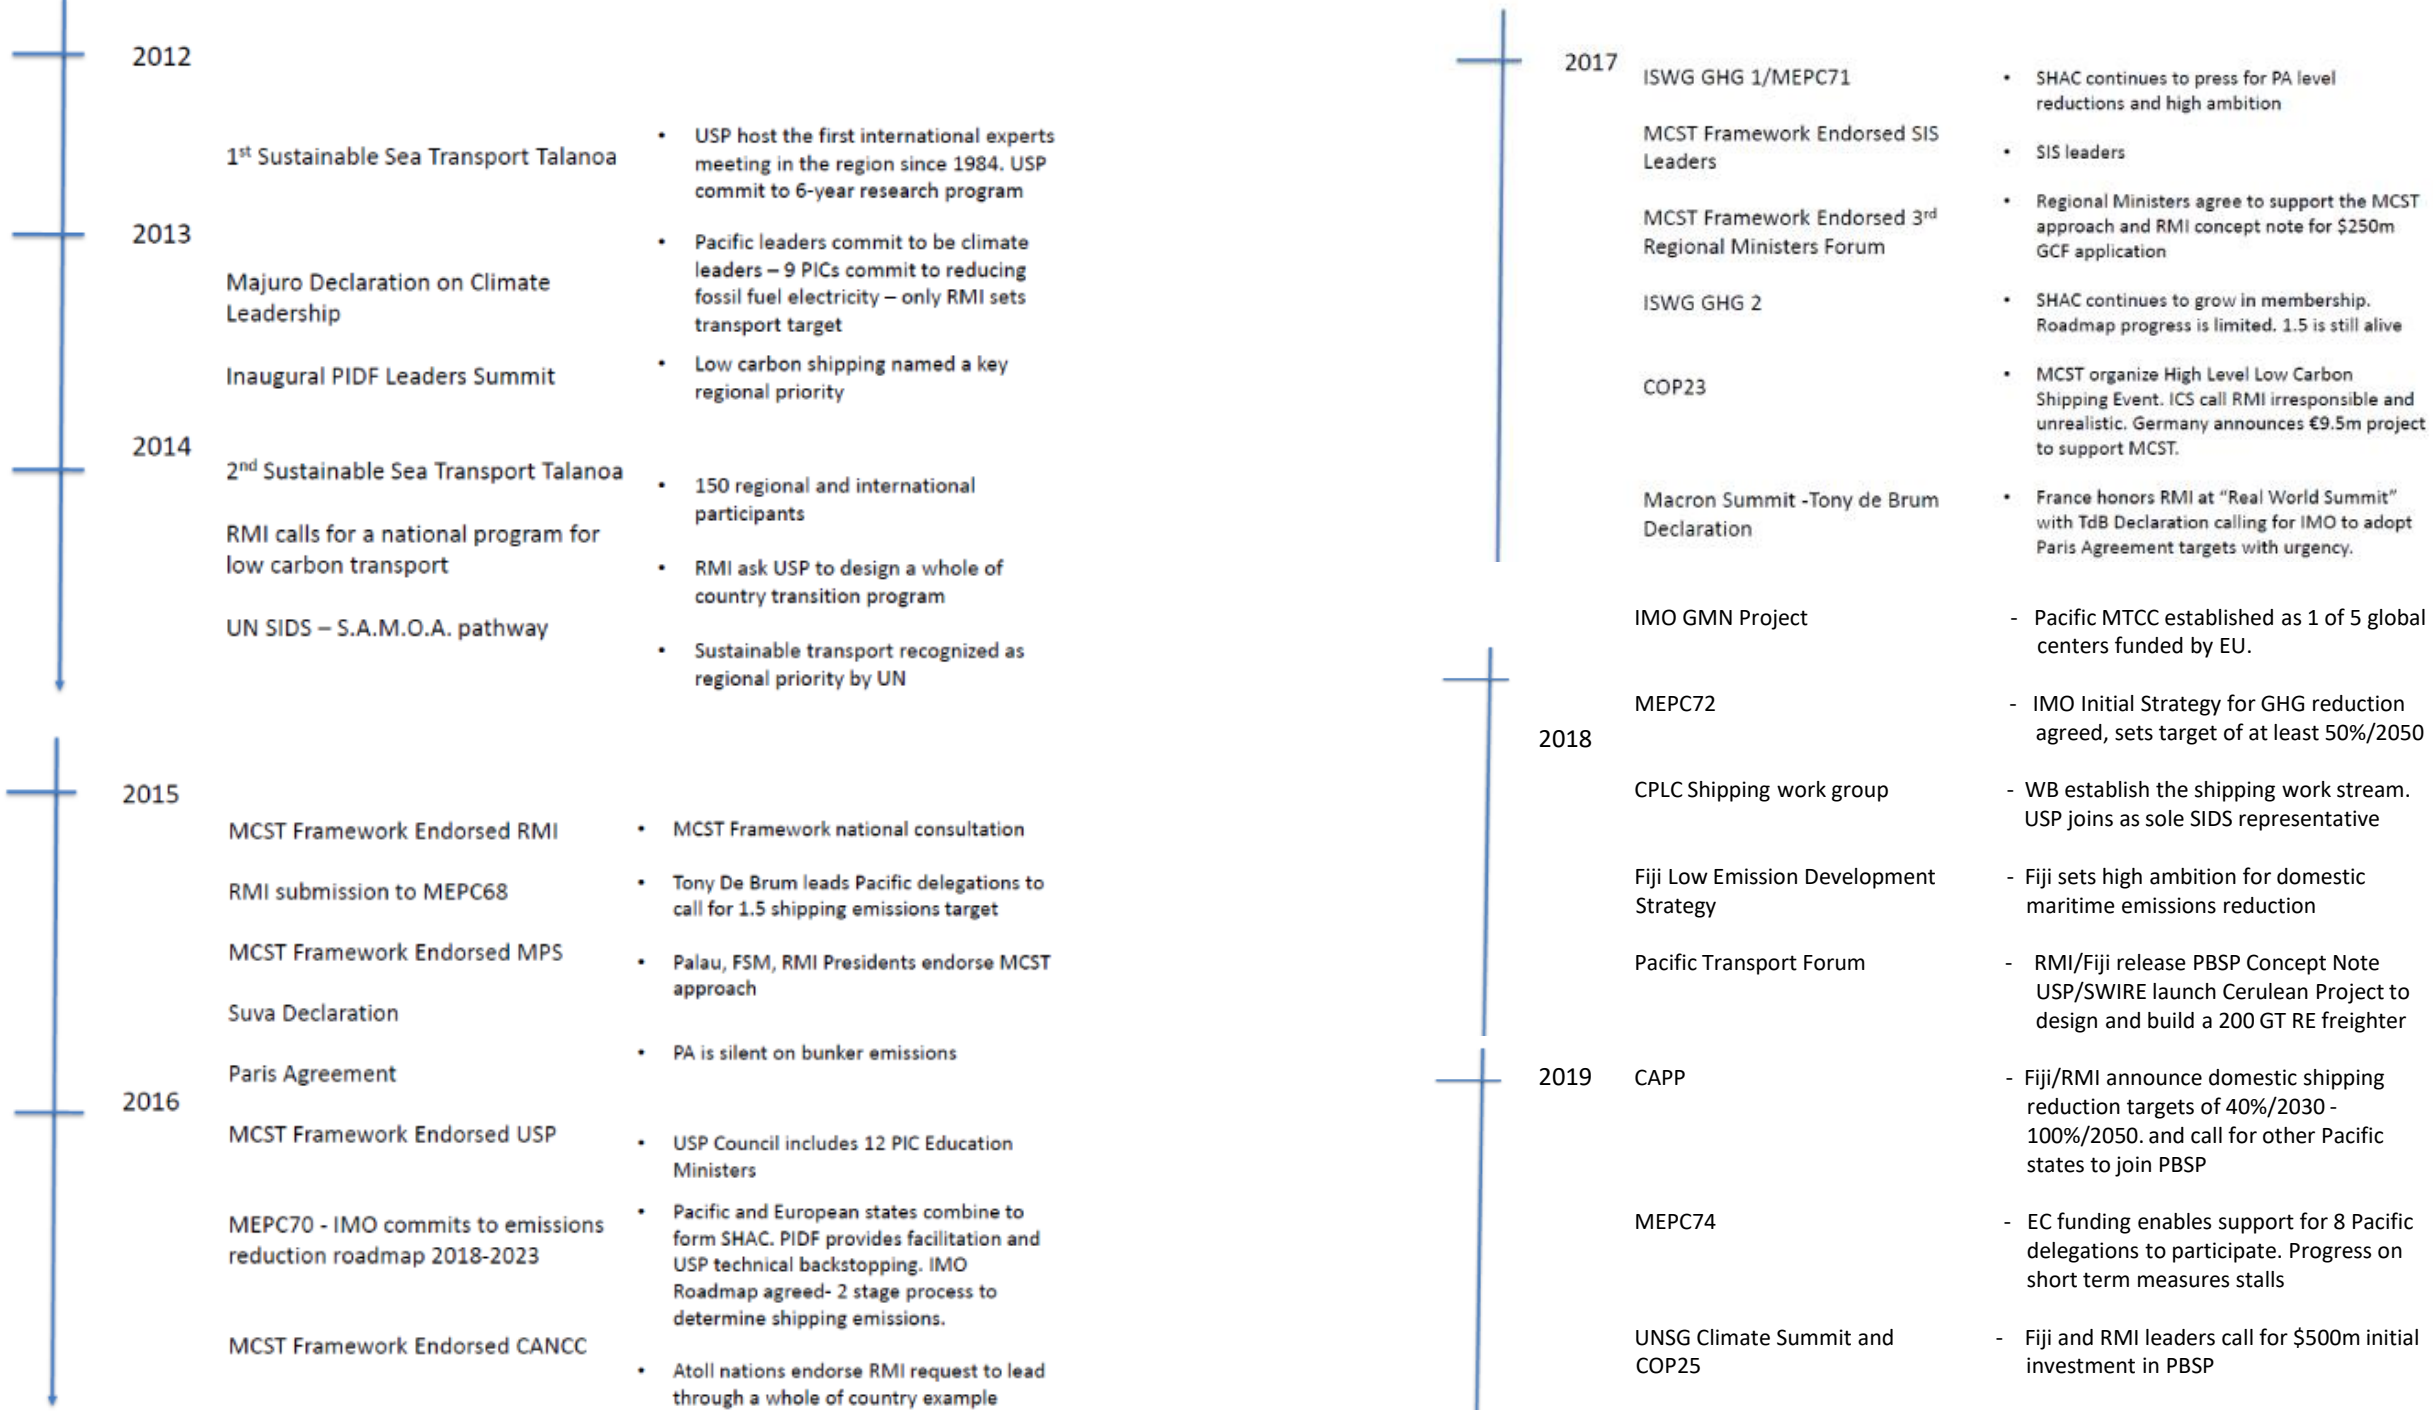 2012
1st Sustainable Sea Transport Talanoa
• USP host the first international experts
meeting in the region since 1984. USP
commit to 6-year research program
2013
Majuro Declaration on Climate
Leadership
• Pacific leaders commit to be climate
leaders – 9 PICs commit to reducing
fossil fuel electricity – only RMI sets
transport target
Inaugural PIDF Leaders Summit
• Low carbon shipping named a key
regional priority
2014
2nd Sustainable Sea Transport Talanoa
• 150 regional and international
participants
RMI calls for a national program for
low carbon transport
• RMI ask USP to design a whole of
country transition program
UN SIDS – S.A.M.O.A. pathway
• Sustainable transport recognized as
regional priority by UN
2015
MCST Framework Endorsed RMI
• MCST Framework national consultation
RMI submission to MEPC68
• Tony De Brum leads Pacific delegations to
call for 1.5 shipping emissions target
MCST Framework Endorsed MPS
• Palau, FSM, RMI Presidents endorse MCST
approach
Suva Declaration
Paris Agreement
• PA is silent on bunker emissions
2016
MCST Framework Endorsed USP
• USP Council includes 12 PIC Education
Ministers
MEPC70 - IMO commits to emissions
reduction roadmap 2018-2023
• Pacific and European states combine to
form SHAC. PIDF provides facilitation and
USP technical backstopping. IMO
Roadmap agreed- 2 stage process to
determine shipping emissions.
MCST Framework Endorsed CANCC
• Atoll nations endorse RMI request to lead
through a whole of country example
2017
ISWG GHG 1/MEPC71
• SHAC continues to press for PA level
reductions and high ambition
MCST Framework Endorsed SIS
Leaders
• SIS leaders
MCST Framework Endorsed 3rd
Regional Ministers Forum
• Regional Ministers agree to support the MCST
approach and RMI concept note for $250m
GCF application
ISWG GHG 2
• SHAC continues to grow in membership.
Roadmap progress is limited. 1.5 is still alive
COP23
• MCST organize High Level Low Carbon
Shipping Event. ICS call RMI irresponsible and
unrealistic. Germany announces €9.5m project
to support MCST.
Macron Summit -Tony de Brum
Declaration
• France honors RMI at “Real World Summit”
with TdB Declaration calling for IMO to adopt
Paris Agreement targets with urgency.
IMO GMN Project
- Pacific MTCC established as 1 of 5 global
centers funded by EU.
2018
MEPC72
- IMO Initial Strategy for GHG reduction
agreed, sets target of at least 50%/2050
CPLC Shipping work group
- WB establish the shipping work stream.
USP joins as sole SIDS representative
Fiji Low Emission Development
Strategy
- Fiji sets high ambition for domestic
maritime emissions reduction
Pacific Transport Forum
- RMI/Fiji release PBSP Concept Note
USP/SWIRE launch Cerulean Project to
design and build a 200 GT RE freighter
2019
CAPP
- Fiji/RMI announce domestic shipping
reduction targets of 40%/2030 -
100%/2050. and call for other Pacific
states to join PBSP
MEPC74
- EC funding enables support for 8 Pacific
delegations to participate. Progress on
short term measures stalls
UNSG Climate Summit and
COP25
- Fiji and RMI leaders call for $500m initial
investment in PBSP